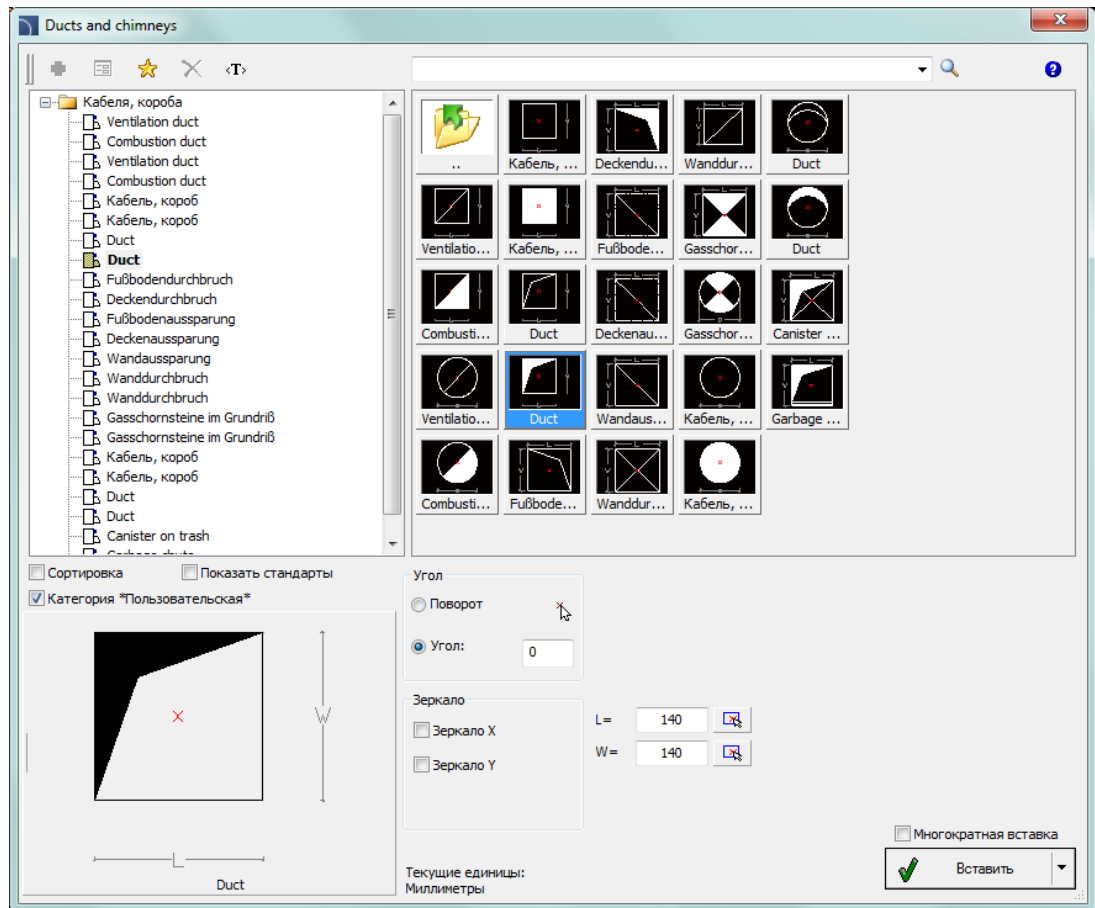 Ducts and chimneys
‹T›
Кабеля, короба
Ventilation duct
Combustion duct
Ventilation duct
Combustion duct
Кабель, короб
Кабель, короб
Duct
Duct
Fußbodendurchbruch
Deckendurchbruch
Fußbodenaussparung
Deckenaussparung
Wandaussparung
Wanddurchbruch
Wanddurchbruch
Gasschornsteine im Grundriß
Gasschornsteine im Grundriß
Кабель, короб
Кабель, короб
Duct
Duct
Canister on trash
Garbage chute
.. Кабель, ... Deckendu... Wanddur... Duct
Ventilatio... Кабель, ... Fußbode... Gasschor... Duct
Combusti... Duct Deckenau... Gasschor... Canister ...
Ventilatio... Duct Wandaus... Кабель, ... Garbage ...
Combusti... Fußbode... Wanddur... Кабель, ...
Сортировка Показать стандарты
Категория *Пользовательская*
W
L
Duct
Угол
Поворот
Угол: 0
Зеркало
Зеркало X
Зеркало Y
L= 140
W= 140
Текущие единицы:
Миллиметры
Многократная вставка
Вставить